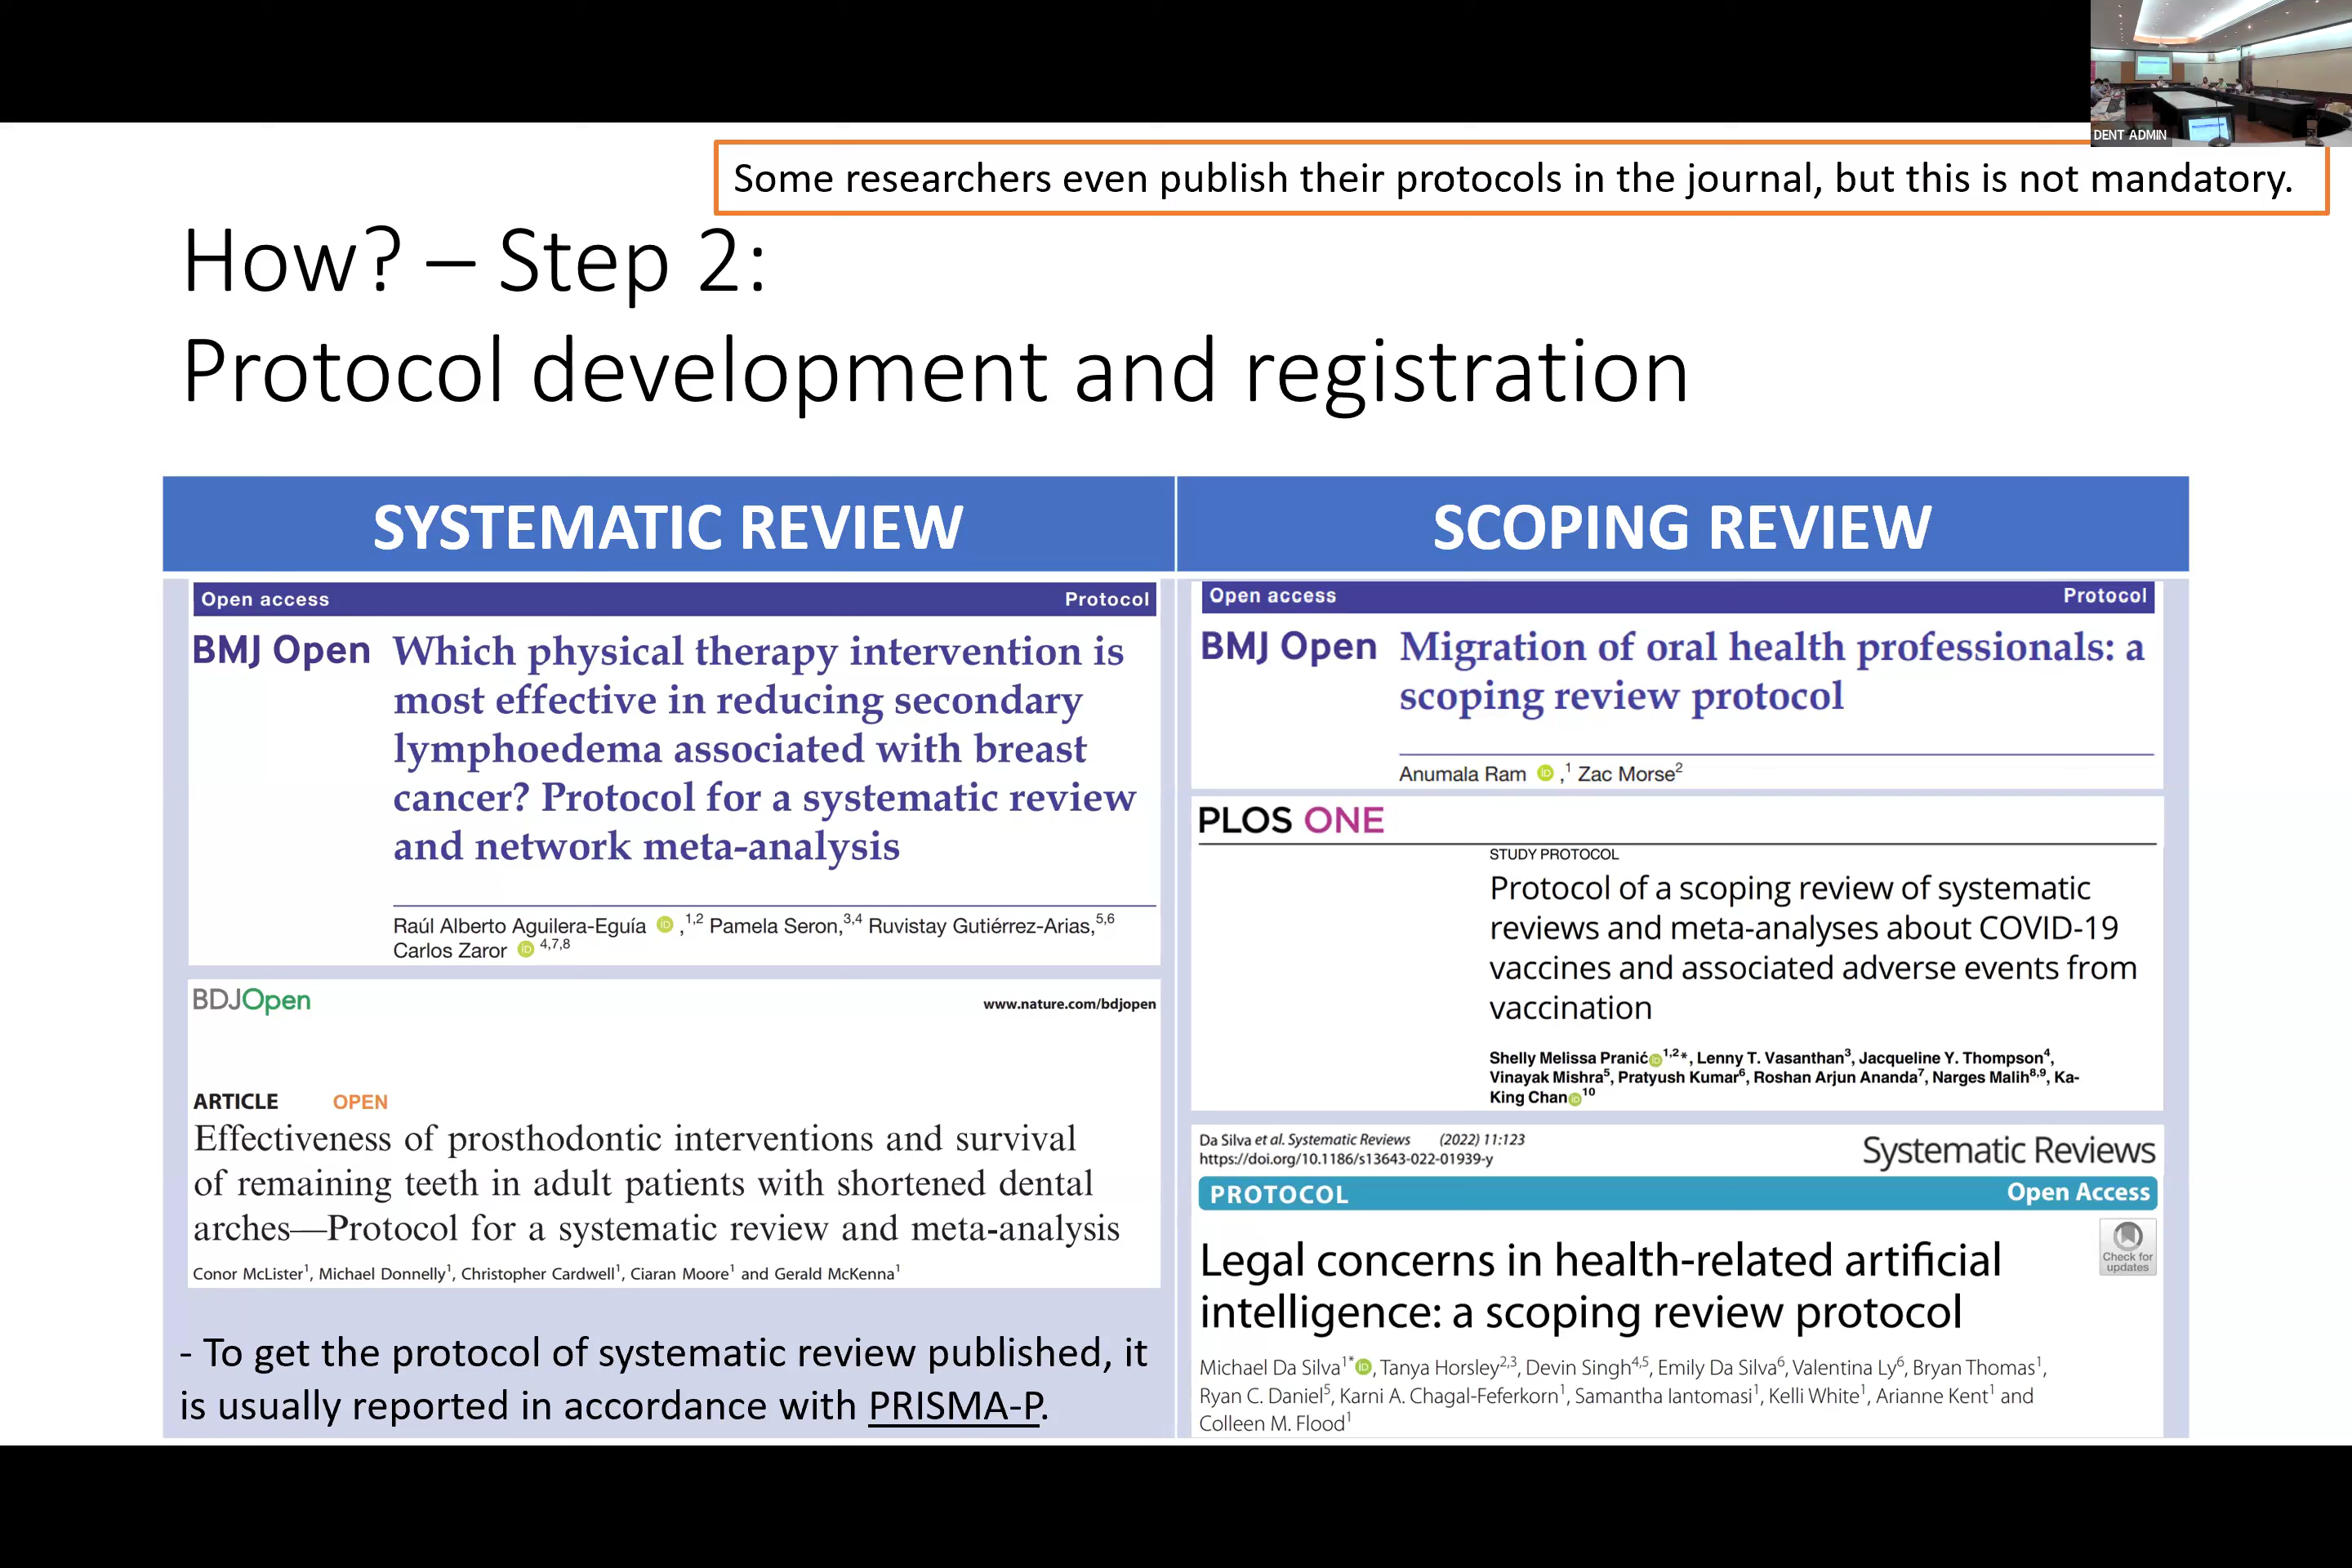 DENT ADMIN
Some researchers even publish their protocols in the journal, but this is not mandatory.
How? – Step 2:
Protocol development and registration
SYSTEMATIC REVIEW
Open access Protocol
BMJ Open Which physical therapy intervention is
most effective in reducing secondary
lymphoedema associated with breast
cancer? Protocol for a systematic review
and network meta-analysis
Raúl Alberto Aguilera-Eguía iD ,1,2 Pamela Seron,3,4 Ruvistay Gutiérrez-Arias,5,6
Carlos Zaror iD 4,7,8
BDJOpen www.nature.com/bdjopen
ARTICLE OPEN
Effectiveness of prosthodontic interventions and survival
of remaining teeth in adult patients with shortened dental
arches—Protocol for a systematic review and meta-analysis
Conor McLister1, Michael Donnelly1, Christopher Cardwell1, Ciaran Moore1 and Gerald McKenna1
- To get the protocol of systematic review published, it
is usually reported in accordance with PRISMA-P.
SCOPING REVIEW
Open access Protocol
BMJ Open Migration of oral health professionals: a
scoping review protocol
Anumala Ram iD ,1 Zac Morse2
PLOS ONE
STUDY PROTOCOL
Protocol of a scoping review of systematic
reviews and meta-analyses about COVID-19
vaccines and associated adverse events from
vaccination
Shelly Melissa Pranić iD 1,2*, Lenny T. Vasanthan3, Jacqueline Y. Thompson4,
Vinayak Mishra5, Pratyush Kumar6, Roshan Arjun Ananda7, Narges Malih8,9, Ka-
King Chan iD 10
Da Silva et al. Systematic Reviews (2022) 11:123
https://doi.org/10.1186/s13643-022-01939-y
Systematic Reviews
PROTOCOL Open Access
Legal concerns in health-related artificial
intelligence: a scoping review protocol
Check for
updates
Michael Da Silva1* iD, Tanya Horsley2,3, Devin Singh4,5, Emily Da Silva6, Valentina Ly6, Bryan Thomas1,
Ryan C. Daniel5, Karni A. Chagal-Feferkorn1, Samantha Iantomasi1, Kelli White1, Arianne Kent1 and
Colleen M. Flood1